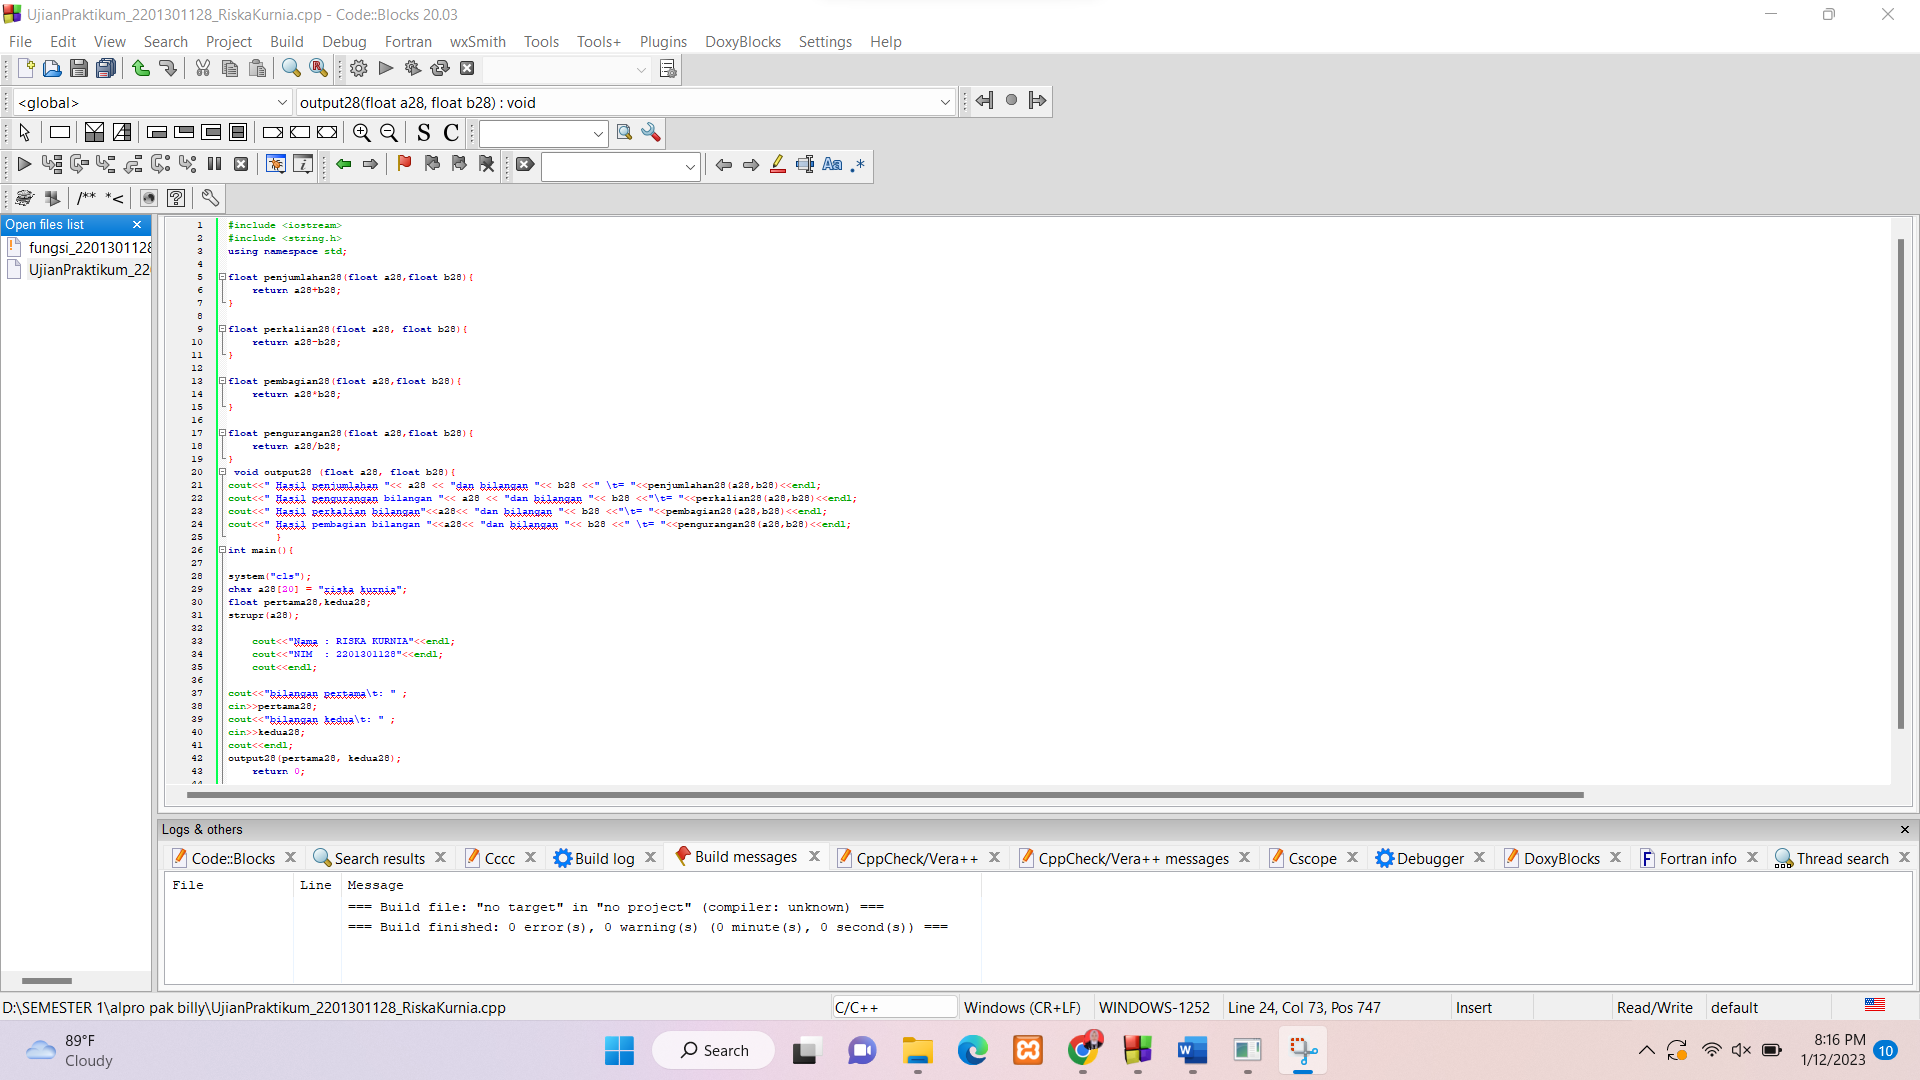 UjianPraktikum_2201301128_RiskaKurnia.cpp - Code::Blocks 20.03
File Edit View Search Project Build Debug Fortran wxSmith Tools Tools+ Plugins DoxyBlocks Settings Help
<global> output28(float a28, float b28) : void
S C
Aa .*
/** *<
Open files list
fungsi_2201301128
UjianPraktikum_22
1 #include <iostream>
2 #include <string.h>
3 using namespace std;
4
5 float penjumlahan28(float a28,float b28){
6 return a28+b28;
7 }
8
9 float perkalian28(float a28, float b28){
10 return a28-b28;
11 }
12
13 float pembagian28(float a28,float b28){
14 return a28*b28;
15 }
16
17 float pengurangan28(float a28,float b28){
18 return a28/b28;
19 }
20 void output28 (float a28, float b28){
21 cout<<" Hasil penjumlahan "<< a28 << "dan bilangan "<< b28 <<" \t= "<<penjumlahan28(a28,b28)<<endl;
22 cout<<" Hasil pengurangan bilangan "<< a28 << "dan bilangan "<< b28 <<"\t= "<<perkalian28(a28,b28)<<endl;
23 cout<<" Hasil perkalian bilangan"<<a28<< "dan bilangan "<< b28 <<"\t= "<<pembagian28(a28,b28)<<endl;
24 cout<<" Hasil pembagian bilangan "<<a28<< "dan bilangan "<< b28 <<" \t= "<<pengurangan28(a28,b28)<<endl;
25 }
26 int main(){
27
28 system("cls");
29 char a28[20] = "riska kurnia";
30 float pertama28,kedua28;
31 strupr(a28);
32
33 cout<<"Nama : RISKA KURNIA"<<endl;
34 cout<<"NIM  : 2201301128"<<endl;
35 cout<<endl;
36
37 cout<<"bilangan pertama\t: " ;
38 cin>>pertama28;
39 cout<<"bilangan kedua\t: " ;
40 cin>>kedua28;
41 cout<<endl;
42 output28(pertama28, kedua28);
43 return 0;
44
Logs & others
Code::Blocks Search results Cccc Build log Build messages CppCheck/Vera++ CppCheck/Vera++ messages Cscope Debugger DoxyBlocks Fortran info Thread search
File Line Message
=== Build file: "no target" in "no project" (compiler: unknown) ===
=== Build finished: 0 error(s), 0 warning(s) (0 minute(s), 0 second(s)) ===
D:\SEMESTER 1\alpro pak billy\UjianPraktikum_2201301128_RiskaKurnia.cpp C/C++ Windows (CR+LF) WINDOWS-1252 Line 24, Col 73, Pos 747 Insert Read/Write default
89°F
Cloudy
Search
8:16 PM
1/12/2023
10